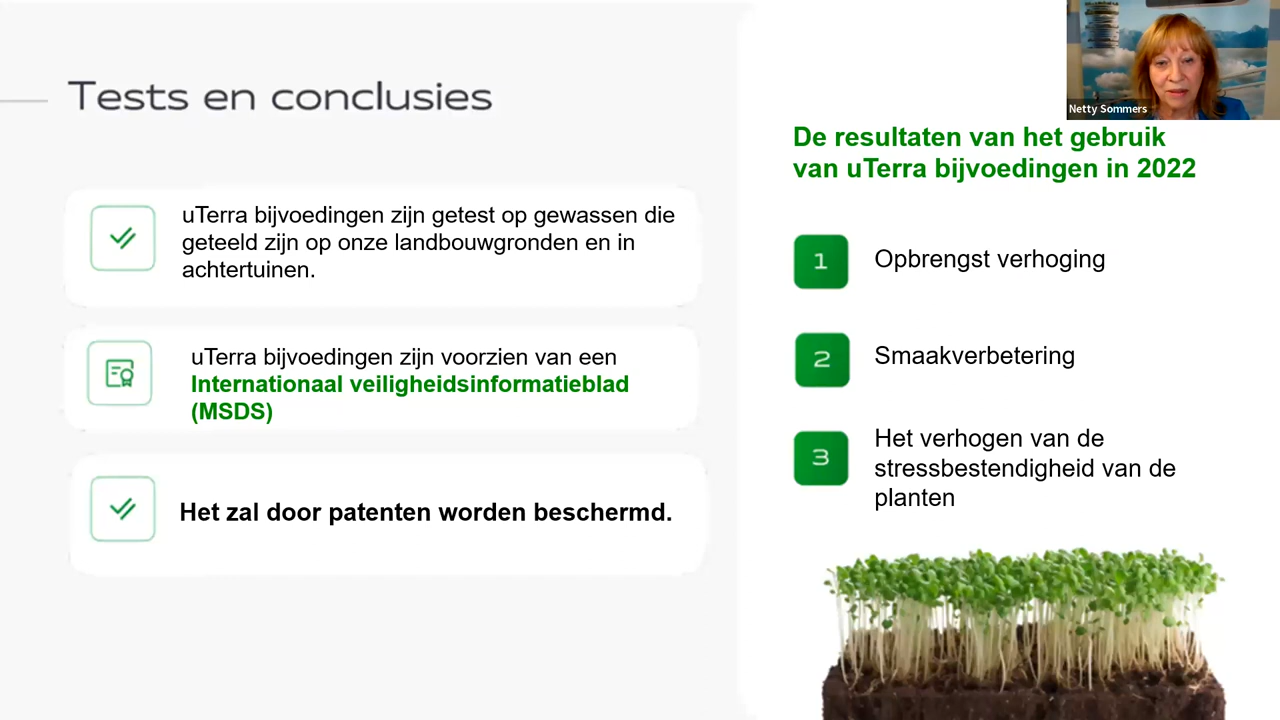 Tests en conclusies
uTerra bijvoedingen zijn getest op gewassen die
geteeld zijn op onze landbouwgronden en in
achtertuinen.
uTerra bijvoedingen zijn voorzien van een
Internationaal veiligheidsinformatieblad
(MSDS)
Het zal door patenten worden beschermd.
Netty Sommers
De resultaten van het gebruik
van uTerra bijvoedingen in 2022
1 Opbrengst verhoging
2 Smaakverbetering
3 Het verhogen van de
stressbestendigheid van de
planten